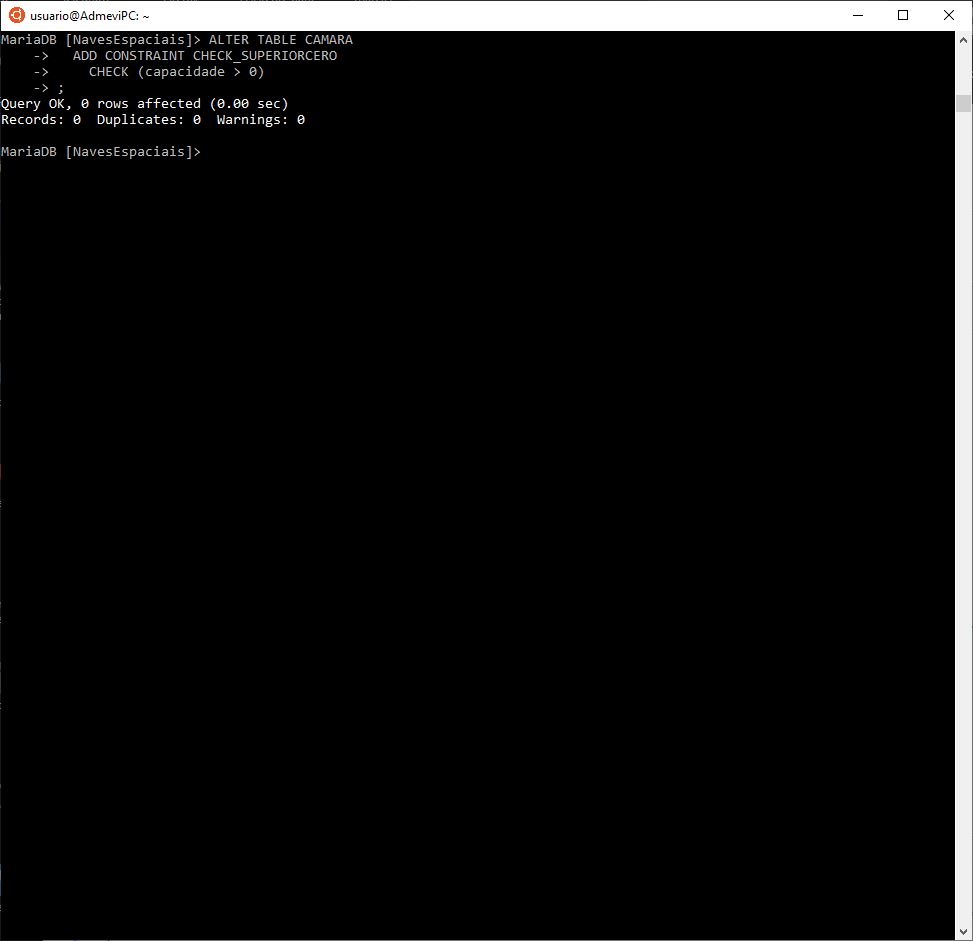 usuario@AdmeviPC: ~
MariaDB [NavesEspaciais]> ALTER TABLE CAMARA
    ->   ADD CONSTRAINT CHECK_SUPERIORCERO
    ->     CHECK (capacidade > 0)
    -> ;
Query OK, 0 rows affected (0.00 sec)
Records: 0  Duplicates: 0  Warnings: 0
MariaDB [NavesEspaciais]>